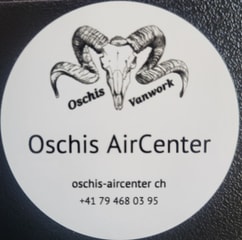 Oschis Vanwork
Oschis AirCenter
oschis-aircenter ch
+41 79 468 03 95